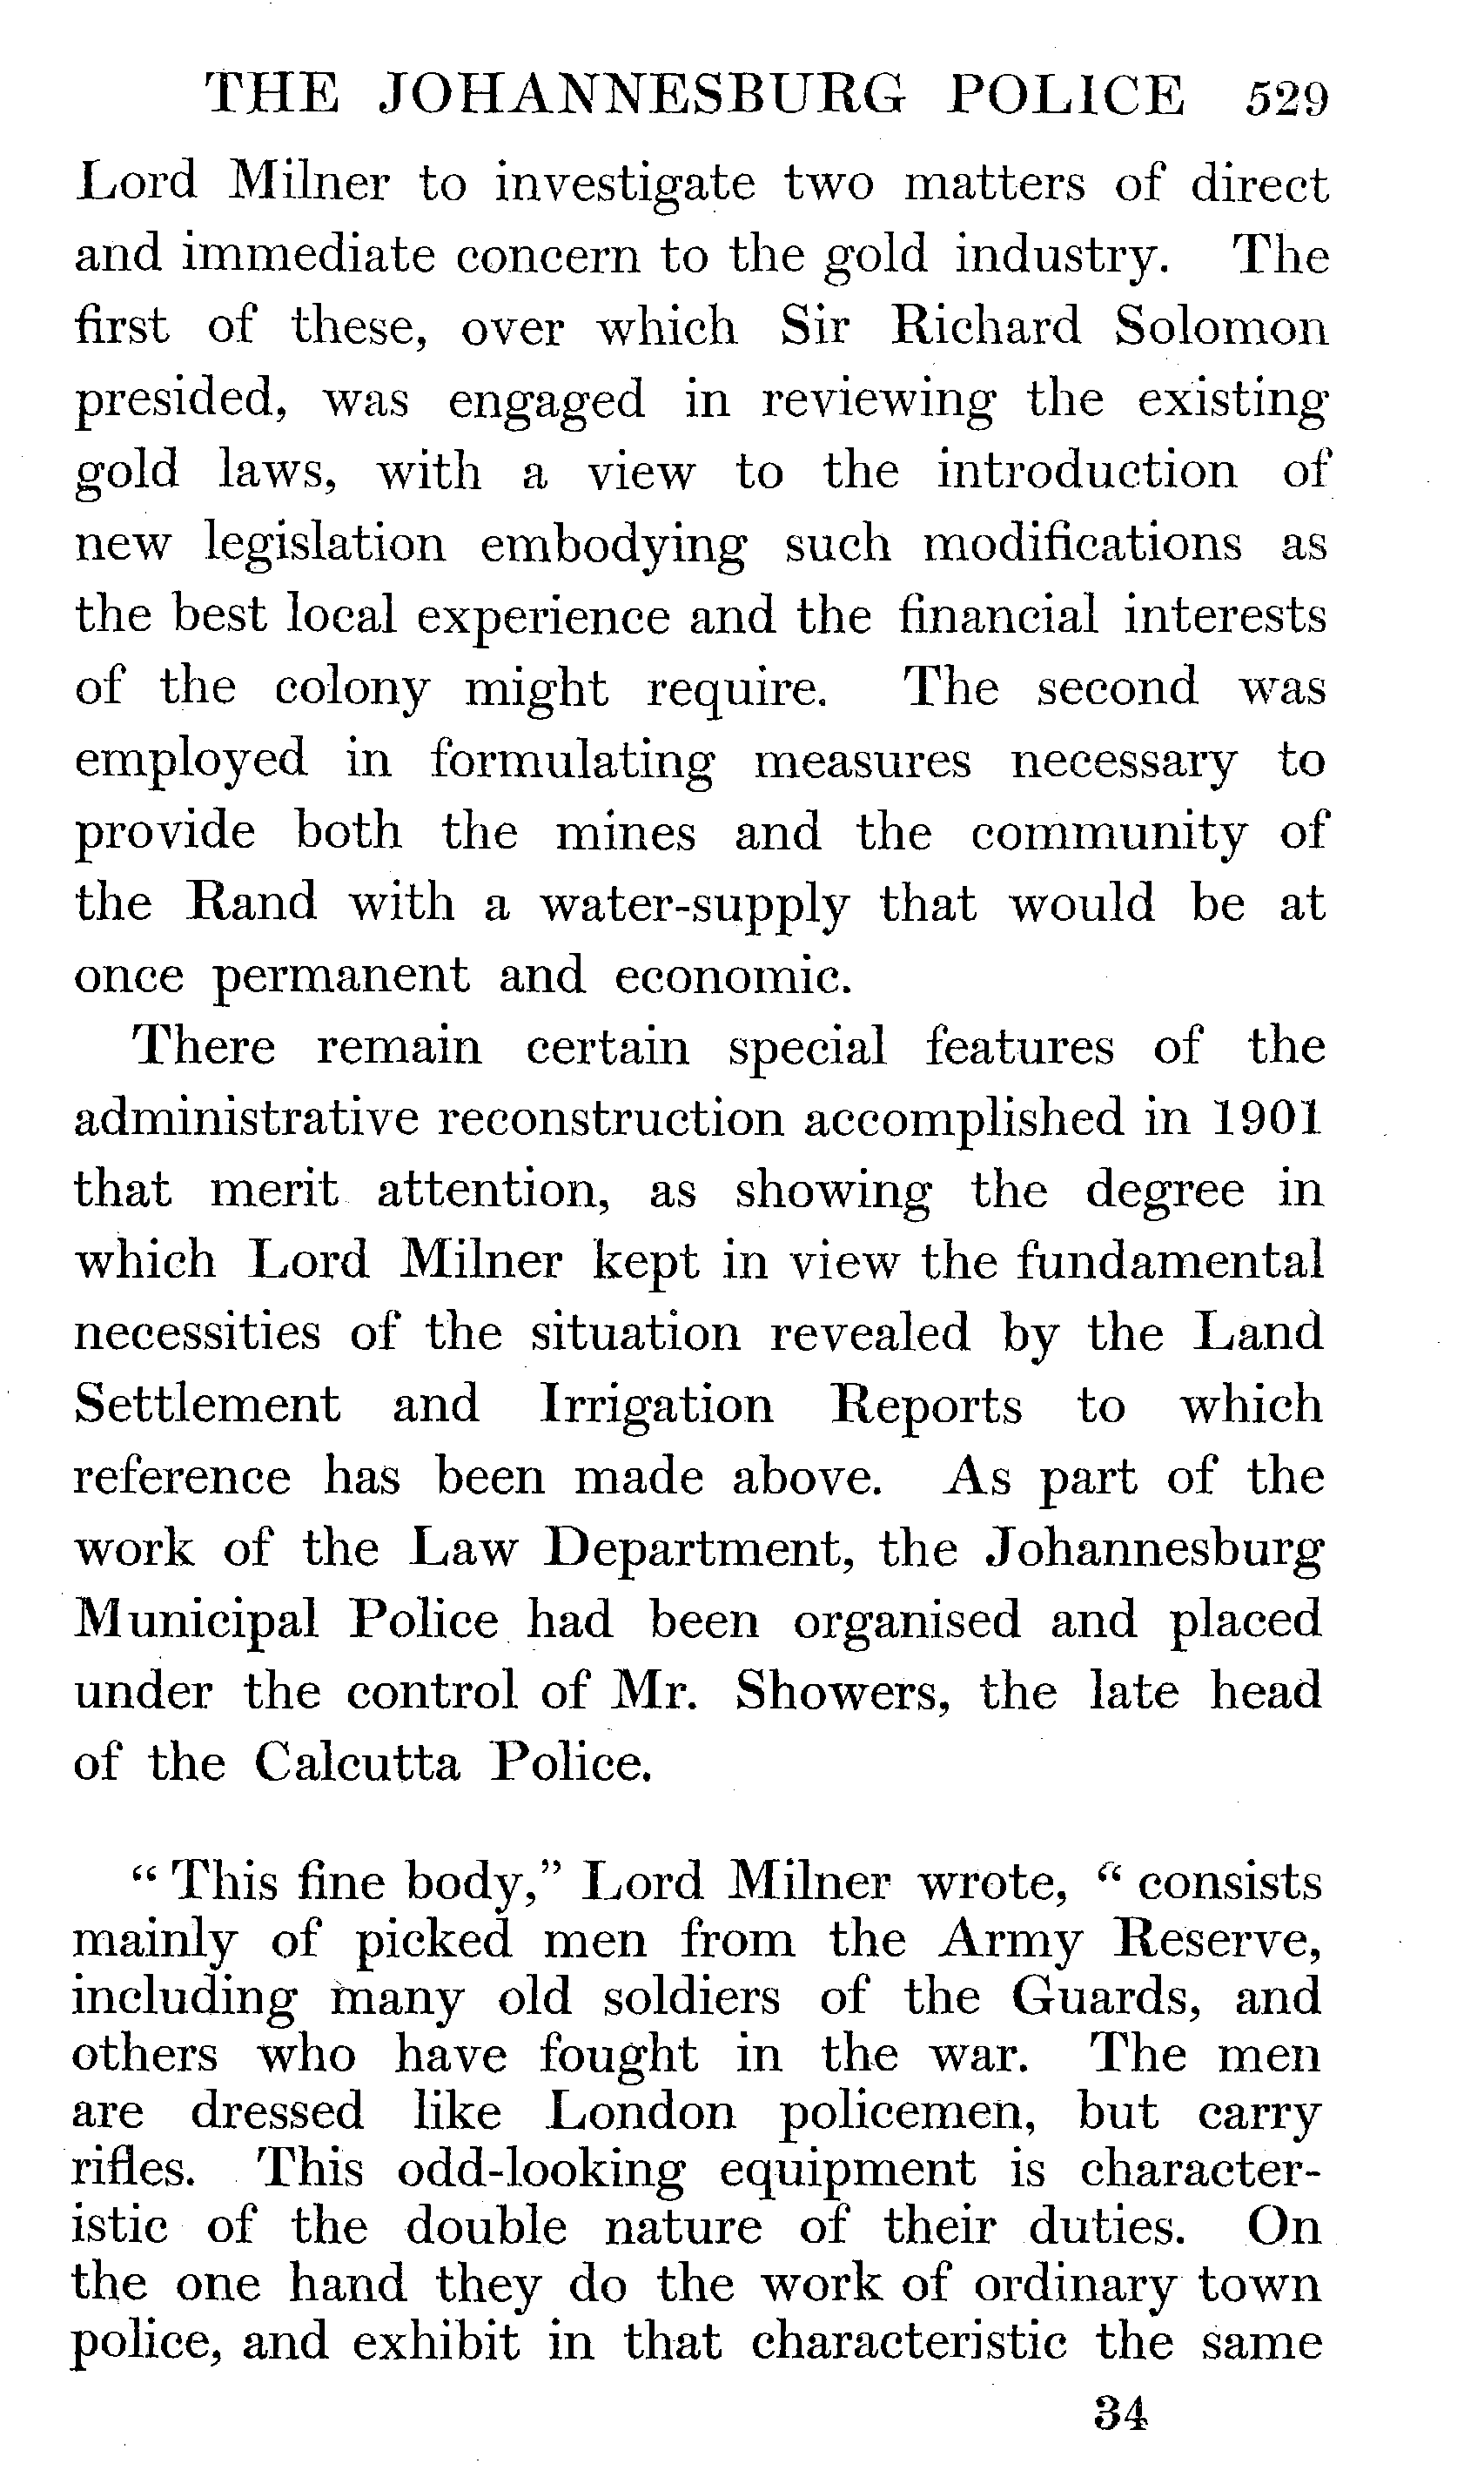 THE JOHANNESBURG POLICE 529
Lord Milner to investigate two matters of direct
and immediate concern to the gold industry. The
first of these, over which Sir Richard Solomon
presided, was engaged in reviewing the existing
gold laws, with a view to the introduction of
new legislation embodying such modifications as
the best local experience and the financial interests
of the colony might require. The second was
employed in formulating measures necessary to
provide both the mines and the community of
the Rand with a water-supply that would be at
once permanent and economic.
There remain certain special features of the
administrative reconstruction accomplished in 1901
that merit attention, as showing the degree in
which Lord Milner kept in view the fundamental
necessities of the situation revealed by the Land
Settlement and Irrigation Reports to which
reference has been made above. As part of the
work of the Law Department, the Johannesburg
Municipal Police had been organised and placed
under the control of Mr. Showers, the late head
of the Calcutta Police.
“ This fine body,” Lord Milner wrote, “ consists
mainly of picked men from the Army Reserve,
including many old soldiers of the Guards, and
others who have fought in the war. The men
are dressed like London policemen, but carry
rifles. This odd-looking equipment is character-
istic of the double nature of their duties. On
the one hand they do the work of ordinary town
police, and exhibit in that characteristic the same
34